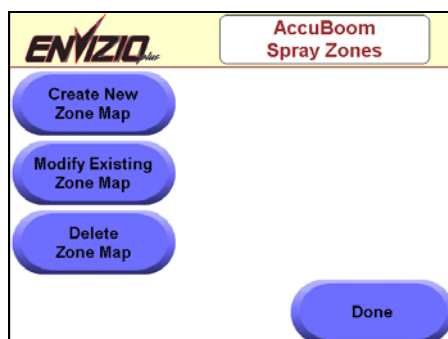 ENVIZIO plus
AccuBoom
Spray Zones
Create New
Zone Map
Modify Existing
Zone Map
Delete
Zone Map
Done